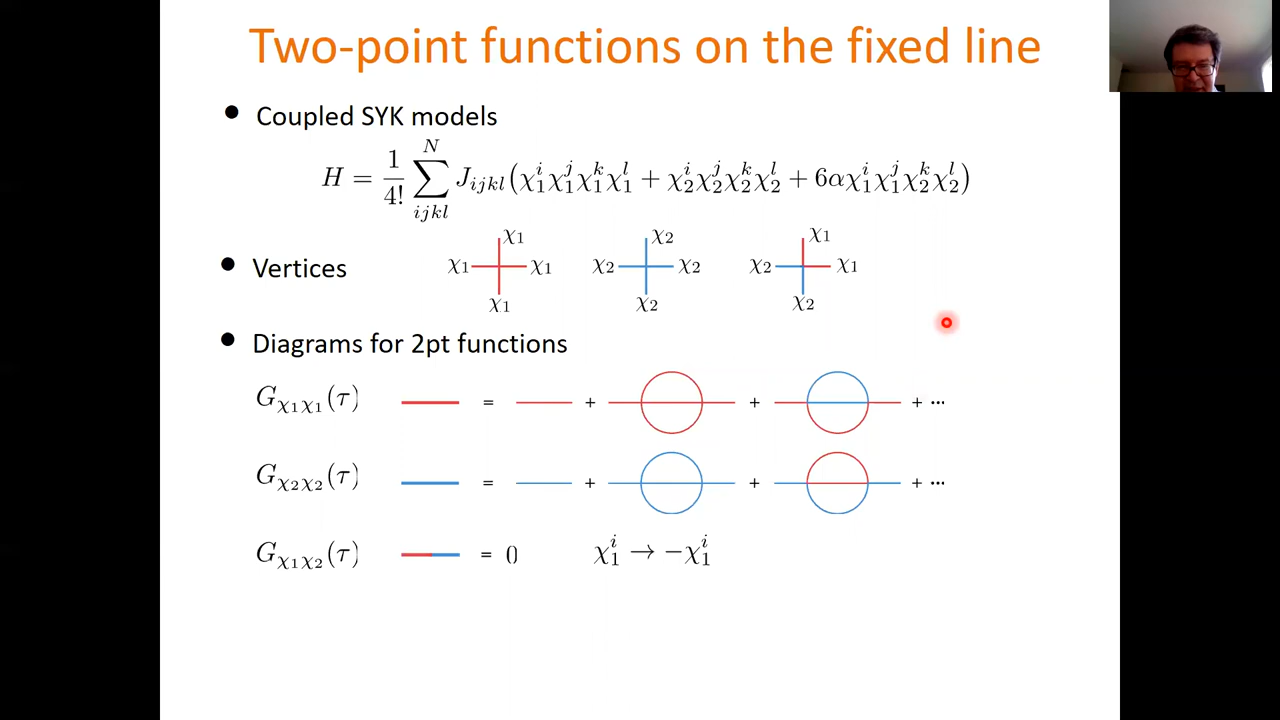 Two-point functions on the fixed line
• Coupled SYK models
H = \frac{1}{4!} \sum_{ijkl}^{N} J_{ijkl} (χ_1^i χ_1^j χ_1^k χ_1^l + χ_2^i χ_2^j χ_2^k χ_2^l + 6α χ_1^i χ_1^j χ_2^k χ_2^l)
χ_1 χ_2 χ_1
• Vertices χ_1 χ_1 χ_2 χ_2 χ_2 χ_1
χ_1 χ_2 χ_2
• Diagrams for 2pt functions
G_{χ_1χ_1}(τ) = + + + ...
G_{χ_2χ_2}(τ) = + + + ...
G_{χ_1χ_2}(τ) = 0 χ_1^i → −χ_1^i